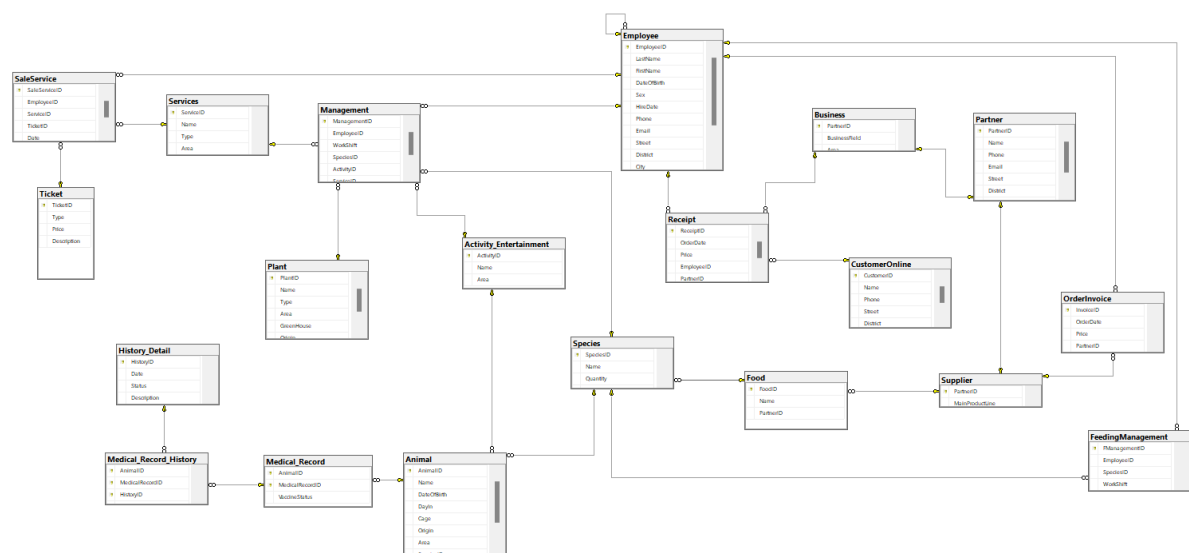 Employee
EmployeeID
LastName
FirstName
DateOfBirth
Sex
HireDate
Phone
Email
Street
District
City
SaleService
SaleServiceID
EmployeeID
ServiceID
TicketID
Date
Services
ServiceID
Name
Type
Area
Management
ManagementID
EmployeeID
WorkShift
SpeciesID
ActivityID
ServiceID
Business
PartnerID
BusinessField
Area
Partner
PartnerID
Name
Phone
Email
Street
District
Ticket
TicketID
Type
Price
Description
Receipt
ReceiptID
OrderDate
Price
EmployeeID
PartnerID
Activity_Entertainment
ActivityID
Name
Area
Plant
PlantID
Name
Type
Area
GreenHouse
Origin
CustomerOnline
CustomerID
Name
Phone
Street
District
OrderInvoice
InvoiceID
OrderDate
Price
PartnerID
History_Detail
HistoryID
Date
Status
Description
Species
SpeciesID
Name
Quantity
Food
FoodID
Name
PartnerID
Supplier
PartnerID
MainProductLine
FeedingManagement
FManagementID
EmployeeID
SpeciesID
WorkShift
Medical_Record_History
AnimalID
MedicalRecordID
HistoryID
Medical_Record
AnimalID
MedicalRecordID
VaccineStatus
Animal
AnimalID
Name
DateOfBirth
DayIn
Cage
Origin
Area